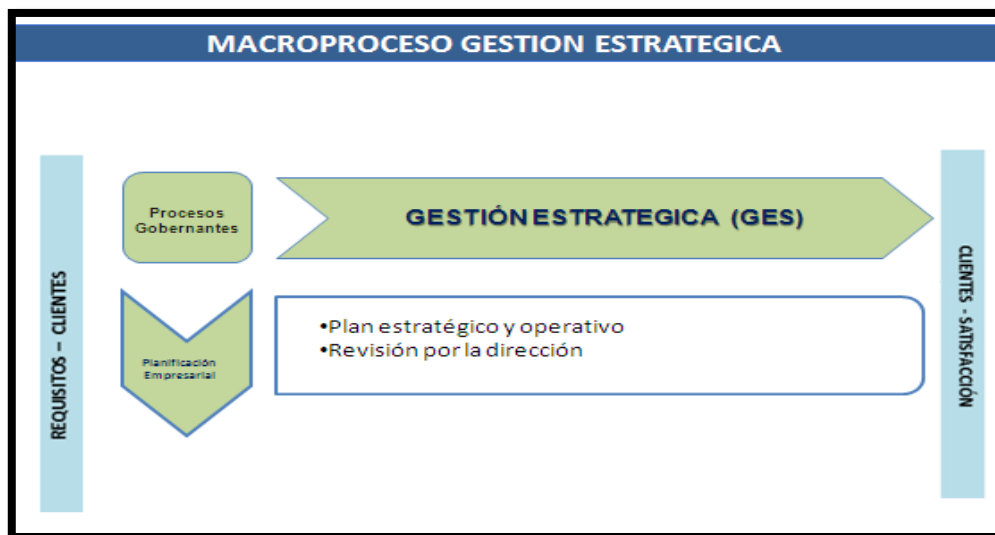 MACROPROCESO GESTION ESTRATEGICA
REQUISITOS – CLIENTES
Procesos
Gobernantes
GESTIÓN ESTRATEGICA (GES)
Planificación
Empresarial
•Plan estratégico y operativo
•Revisión por la dirección
CLIENTES - SATISFACCIÓN